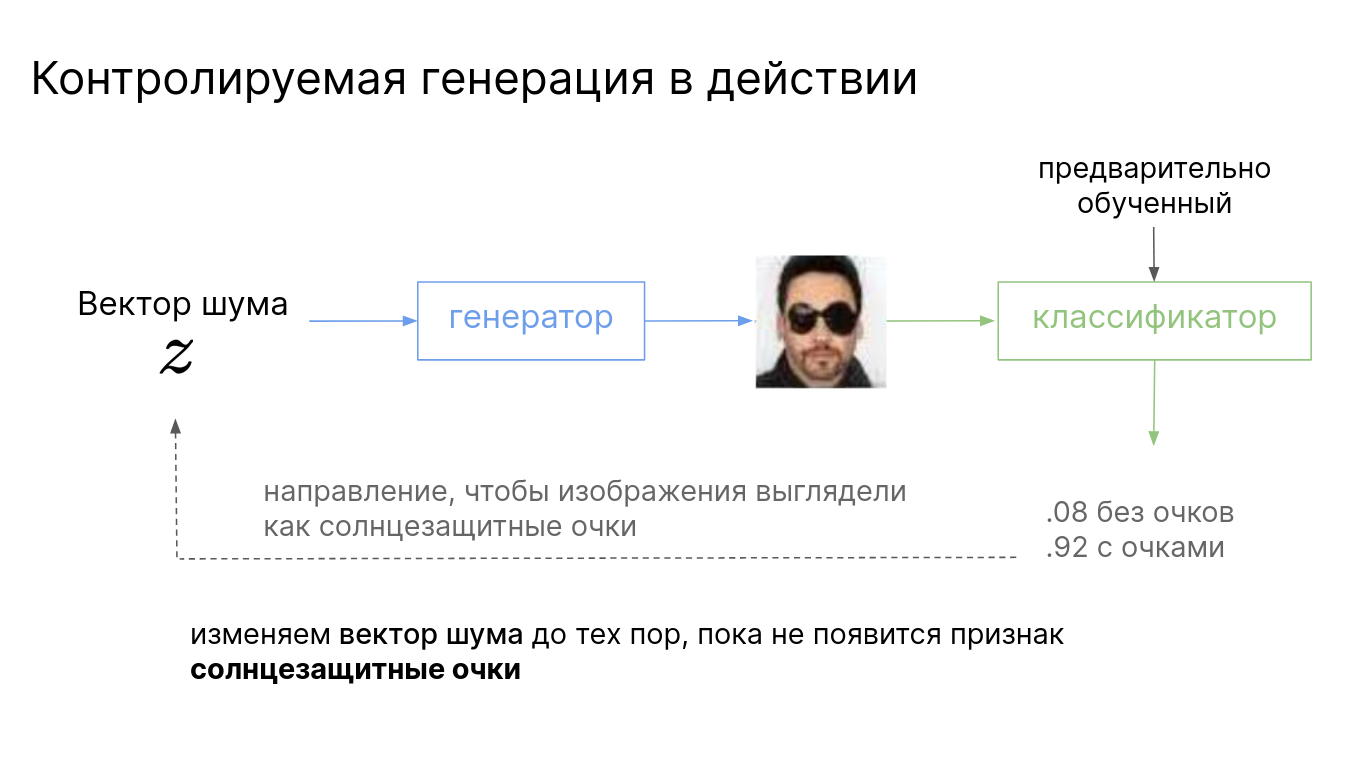 Контролируемая генерация в действии
предварительно
обученный
Вектор шума
z
генератор
классификатор
направление, чтобы изображения выглядели
как солнцезащитные очки
.08 без очков
.92 с очками
изменяем вектор шума до тех пор, пока не появится признак
солнцезащитные очки